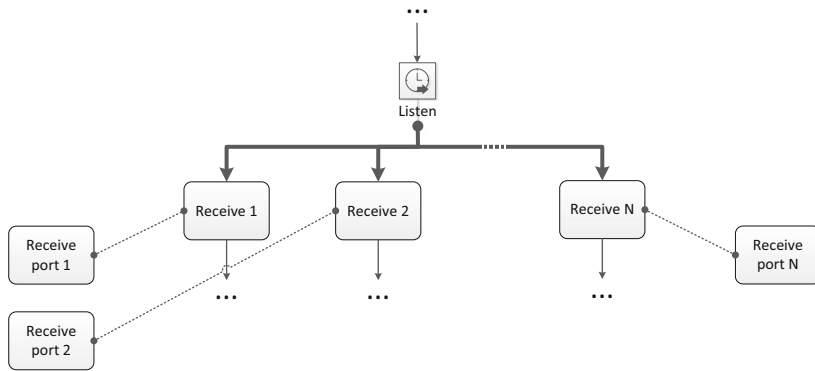 ...
Listen
Receive 1
Receive 2
Receive N
Receive
port 1
Receive
port N
... ... ...
Receive
port 2